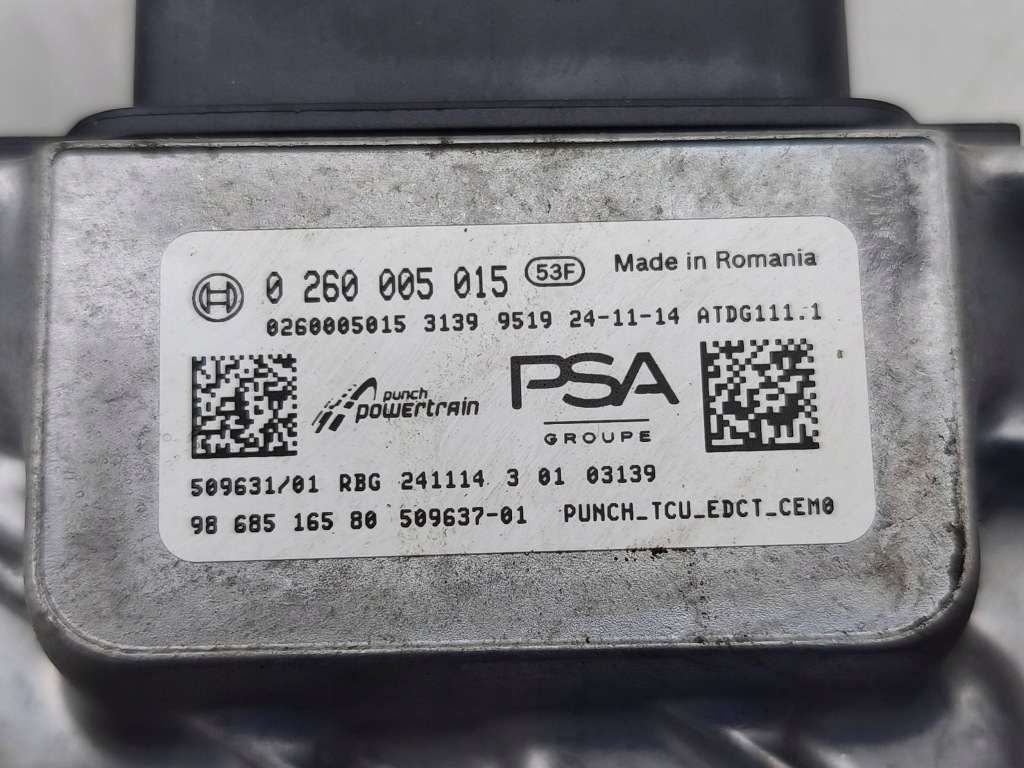 0 260 005 015 53F Made in Romania
0260005015 3139 9519 24-11-14 ATDG111.1
punch
powertrain
PSA
GROUPE
509631/01 RBG 241114 3 01 03139
98 685 165 80 509637-01 PUNCH_TCU_EDCT_CEM0